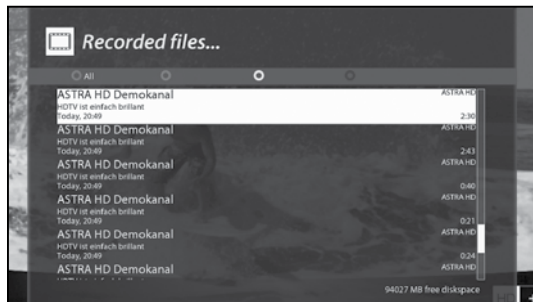 Recorded files...
All
ASTRA HD Demokanal ASTRA HD
HDTV ist einfach brillant
Today, 20:49 2:30
ASTRA HD Demokanal ASTRA HD
HDTV ist einfach brillant
Today, 20:49 2:43
ASTRA HD Demokanal ASTRA HD
HDTV ist einfach brillant
Today, 20:49 0:40
ASTRA HD Demokanal ASTRA HD
HDTV ist einfach brillant
Today, 20:49 0:21
ASTRA HD Demokanal ASTRA HD
HDTV ist einfach brillant
Today, 20:49 0:24
ASTRA HD Demokanal ASTRA HD
94027 MB free diskspace